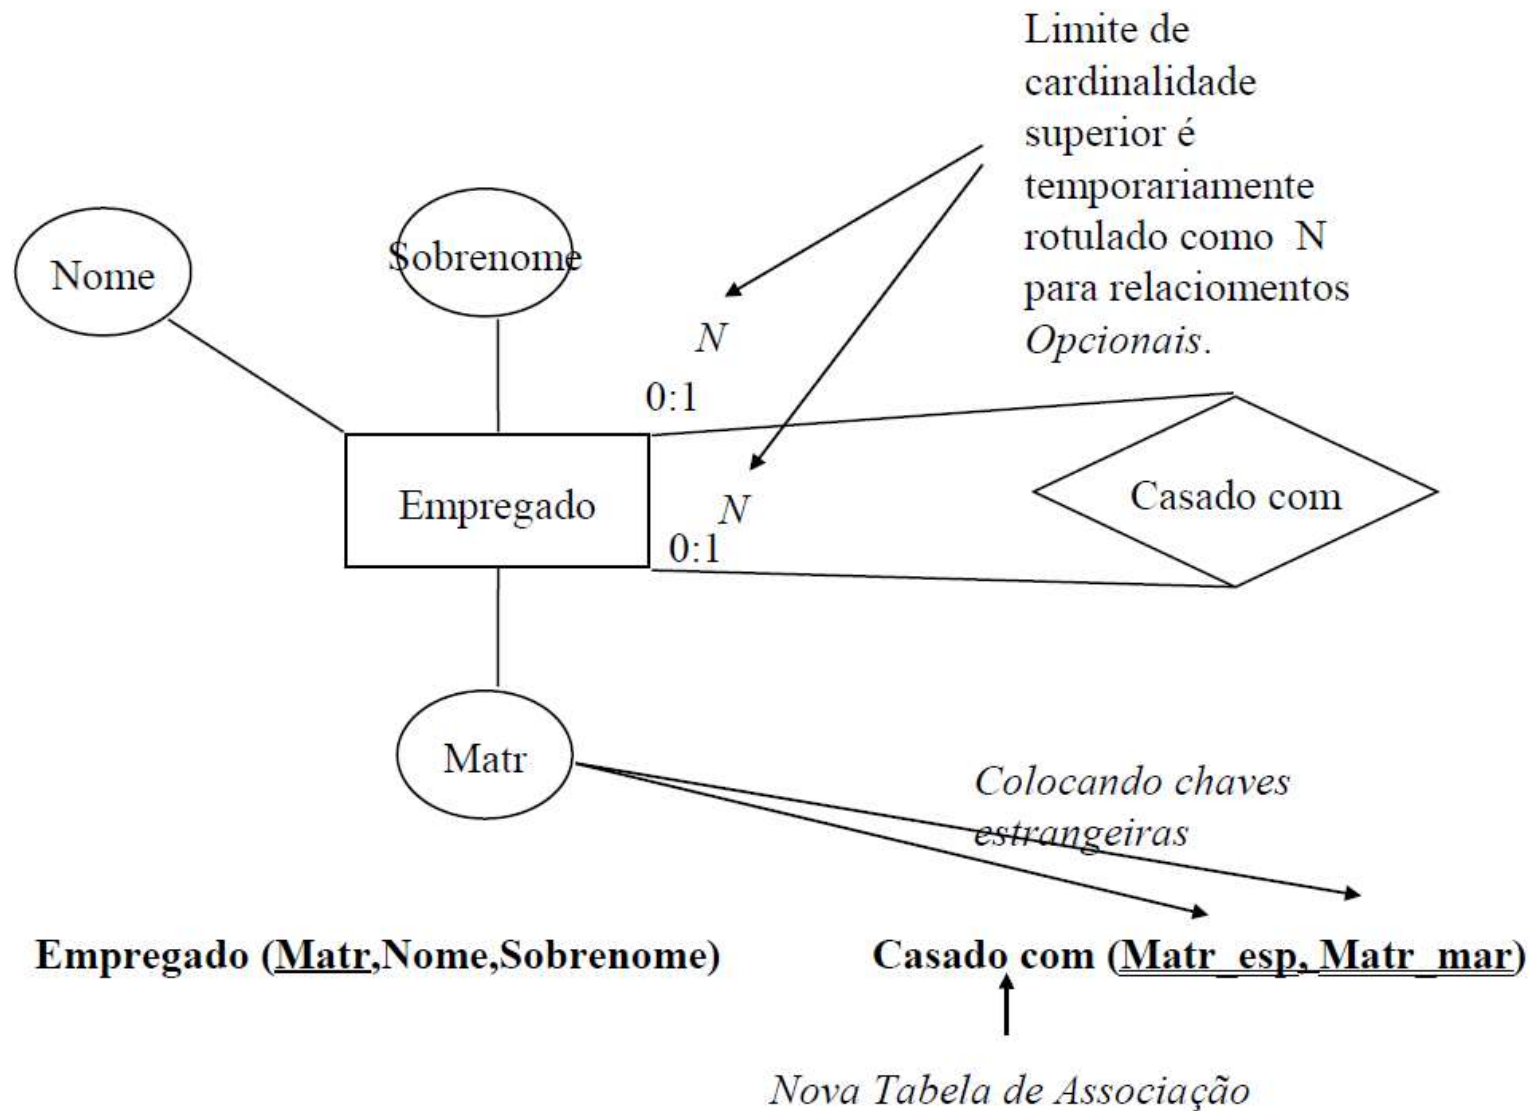 Limite de
cardinalidade
superior é
temporariamente
rotulado como N
para relaciomentos
Opcionais.
Nome
Sobrenome
N
0:1
Empregado
N
0:1
Casado com
Matr
Colocando chaves
estrangeiras
Empregado (Matr,Nome,Sobrenome)
Casado com (Matr_esp, Matr_mar)
Nova Tabela de Associação